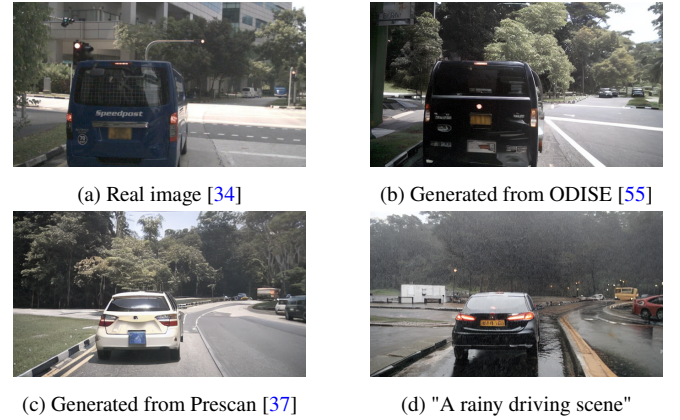 Speedpost
(a) Real image [34]
(b) Generated from ODISE [55]
(c) Generated from Prescan [37]
(d) "A rainy driving scene"